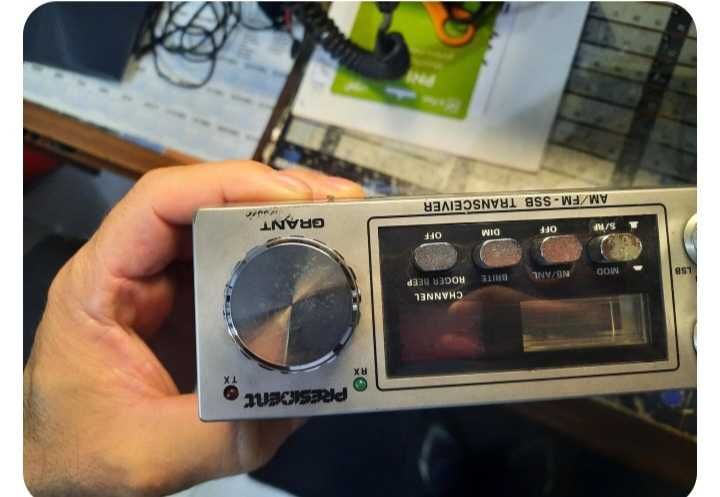 PRESIDENT
RX
TX
CHANNEL
ROGER BEEP
OFF
BRITE
DIM
NB/ANL
OFF
MOD
S/RF
LSB
GRANT
AM/FM-SSB TRANSCEIVER
PNI